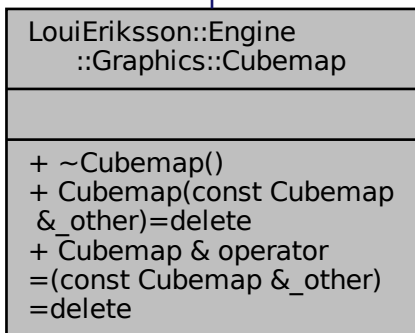 LouiEriksson::Engine
::Graphics::Cubemap
+ ~Cubemap()
+ Cubemap(const Cubemap
&_other)=delete
+ Cubemap & operator
=(const Cubemap &_other)
=delete